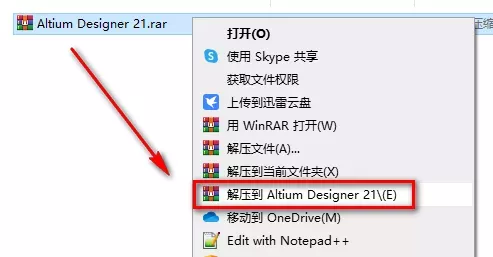 Altium Designer 21.rar
打开(O)
压缩
使用 Skype 共享
获取文件权限
上传到迅雷云盘
用 WinRAR 打开(W)
解压文件(A)...
解压到当前文件夹(X)
解压到 Altium Designer 21\(E)
移动到 OneDrive(M)
Edit with Notepad++